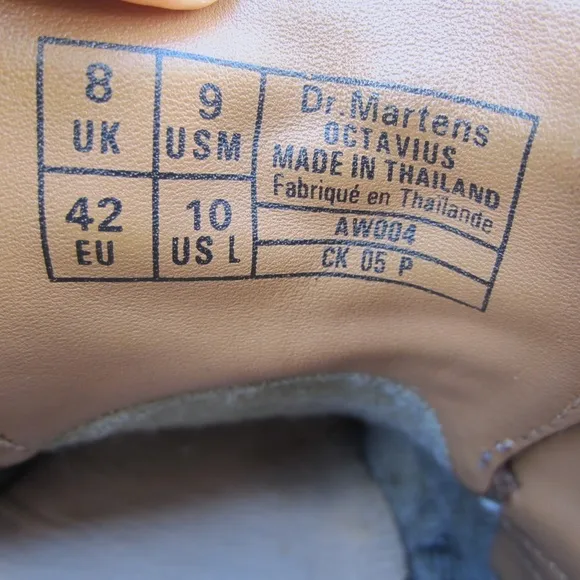 8
UK
9
USM
42
EU
10
US L
Dr.Martens
OCTAVIUS
MADE IN THAILAND
Fabriqué en Thaïlande
AW004
CK 05 P